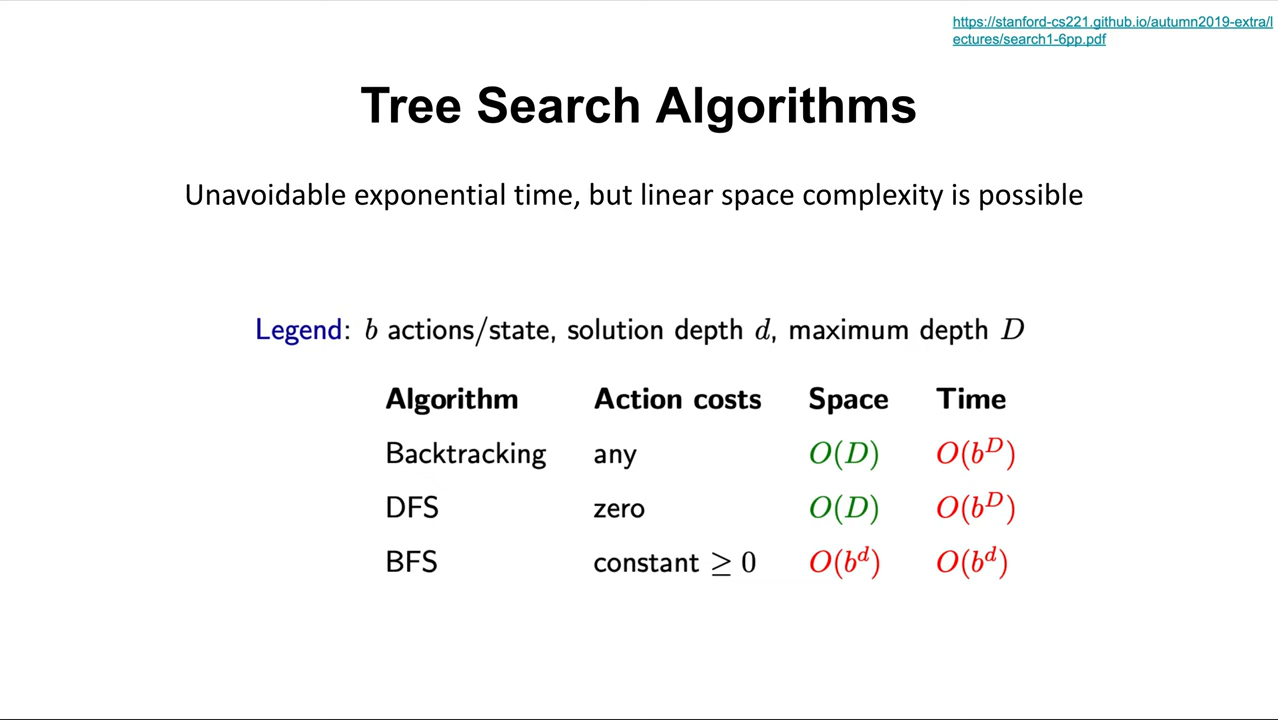 https://stanford-cs221.github.io/autumn2019-extra/l
ectures/search1-6pp.pdf
Tree Search Algorithms
Unavoidable exponential time, but linear space complexity is possible
Legend: b actions/state, solution depth d, maximum depth D
Algorithm Action costs Space Time
Backtracking any O(D) O(b^D)
DFS zero O(D) O(b^D)
BFS constant ≥ 0 O(b^d) O(b^d)